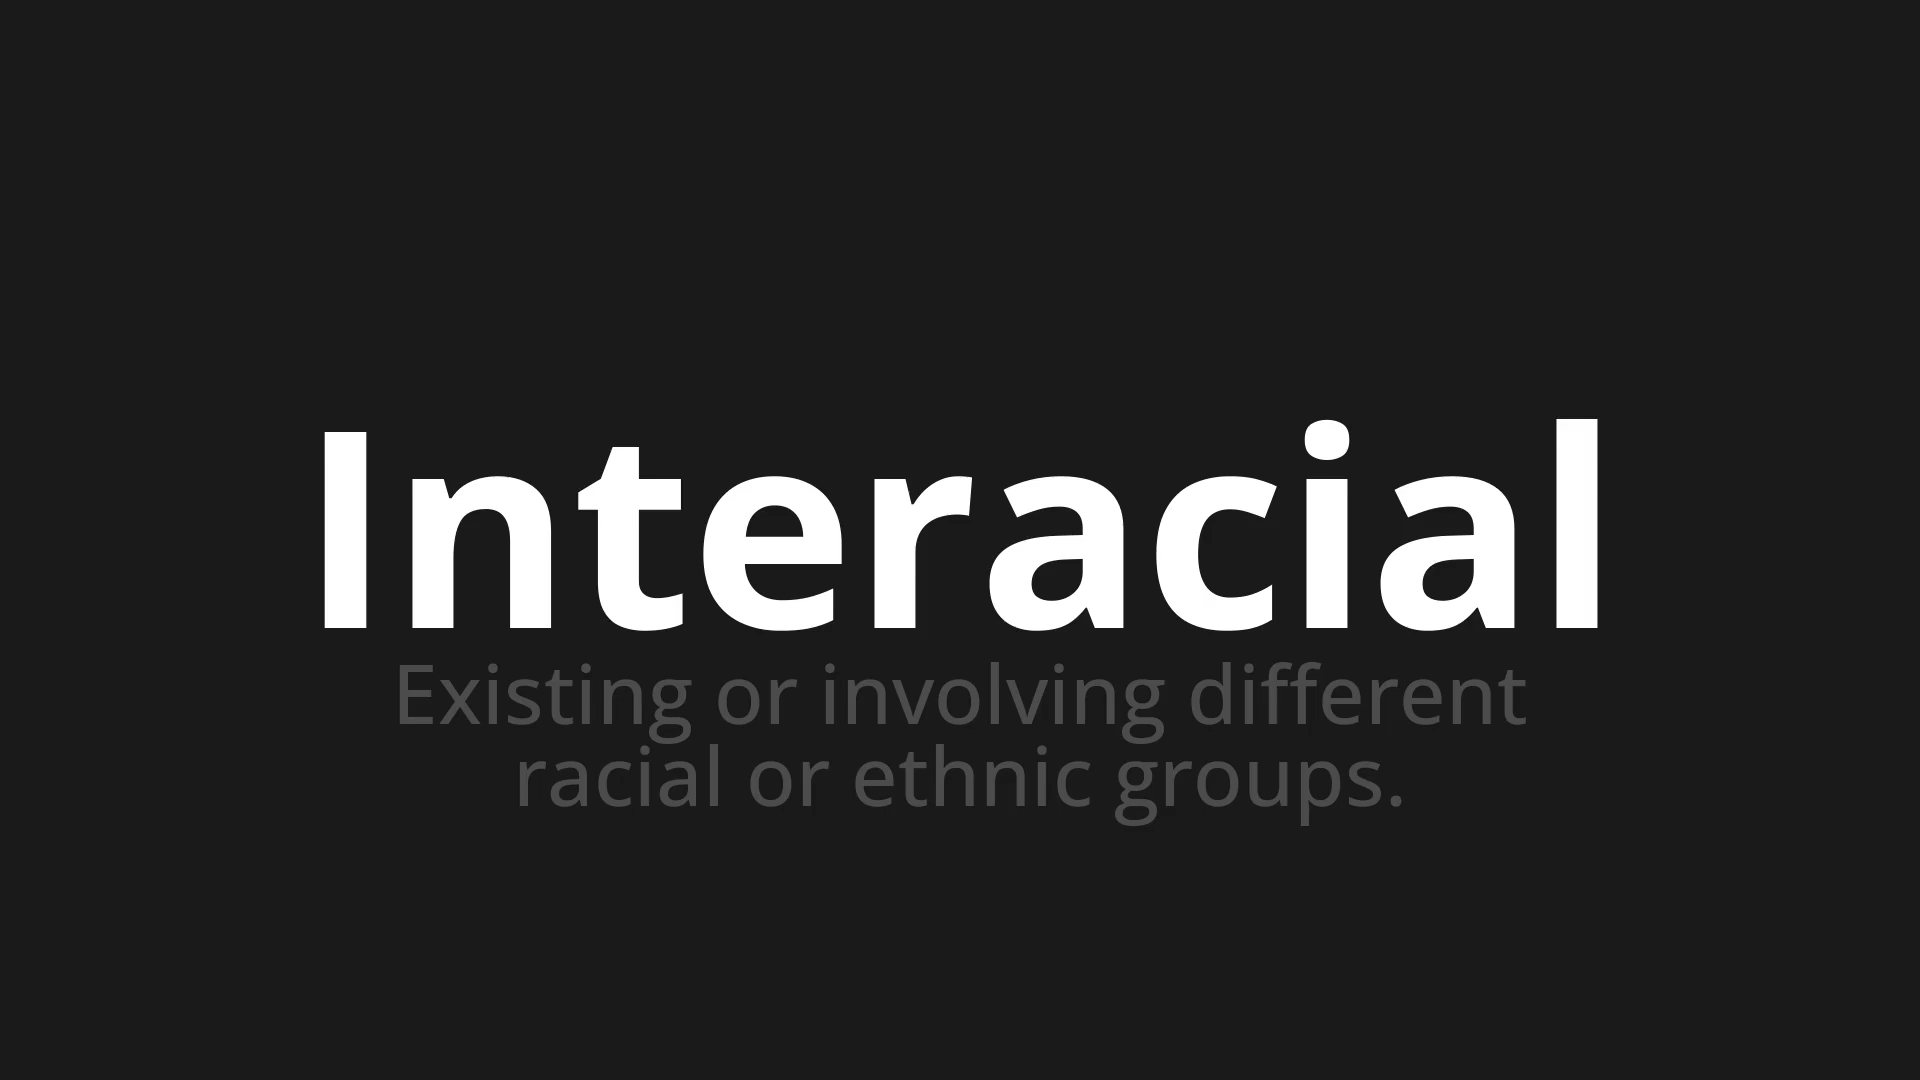 Interacial
Existing or involving different
racial or ethnic groups.